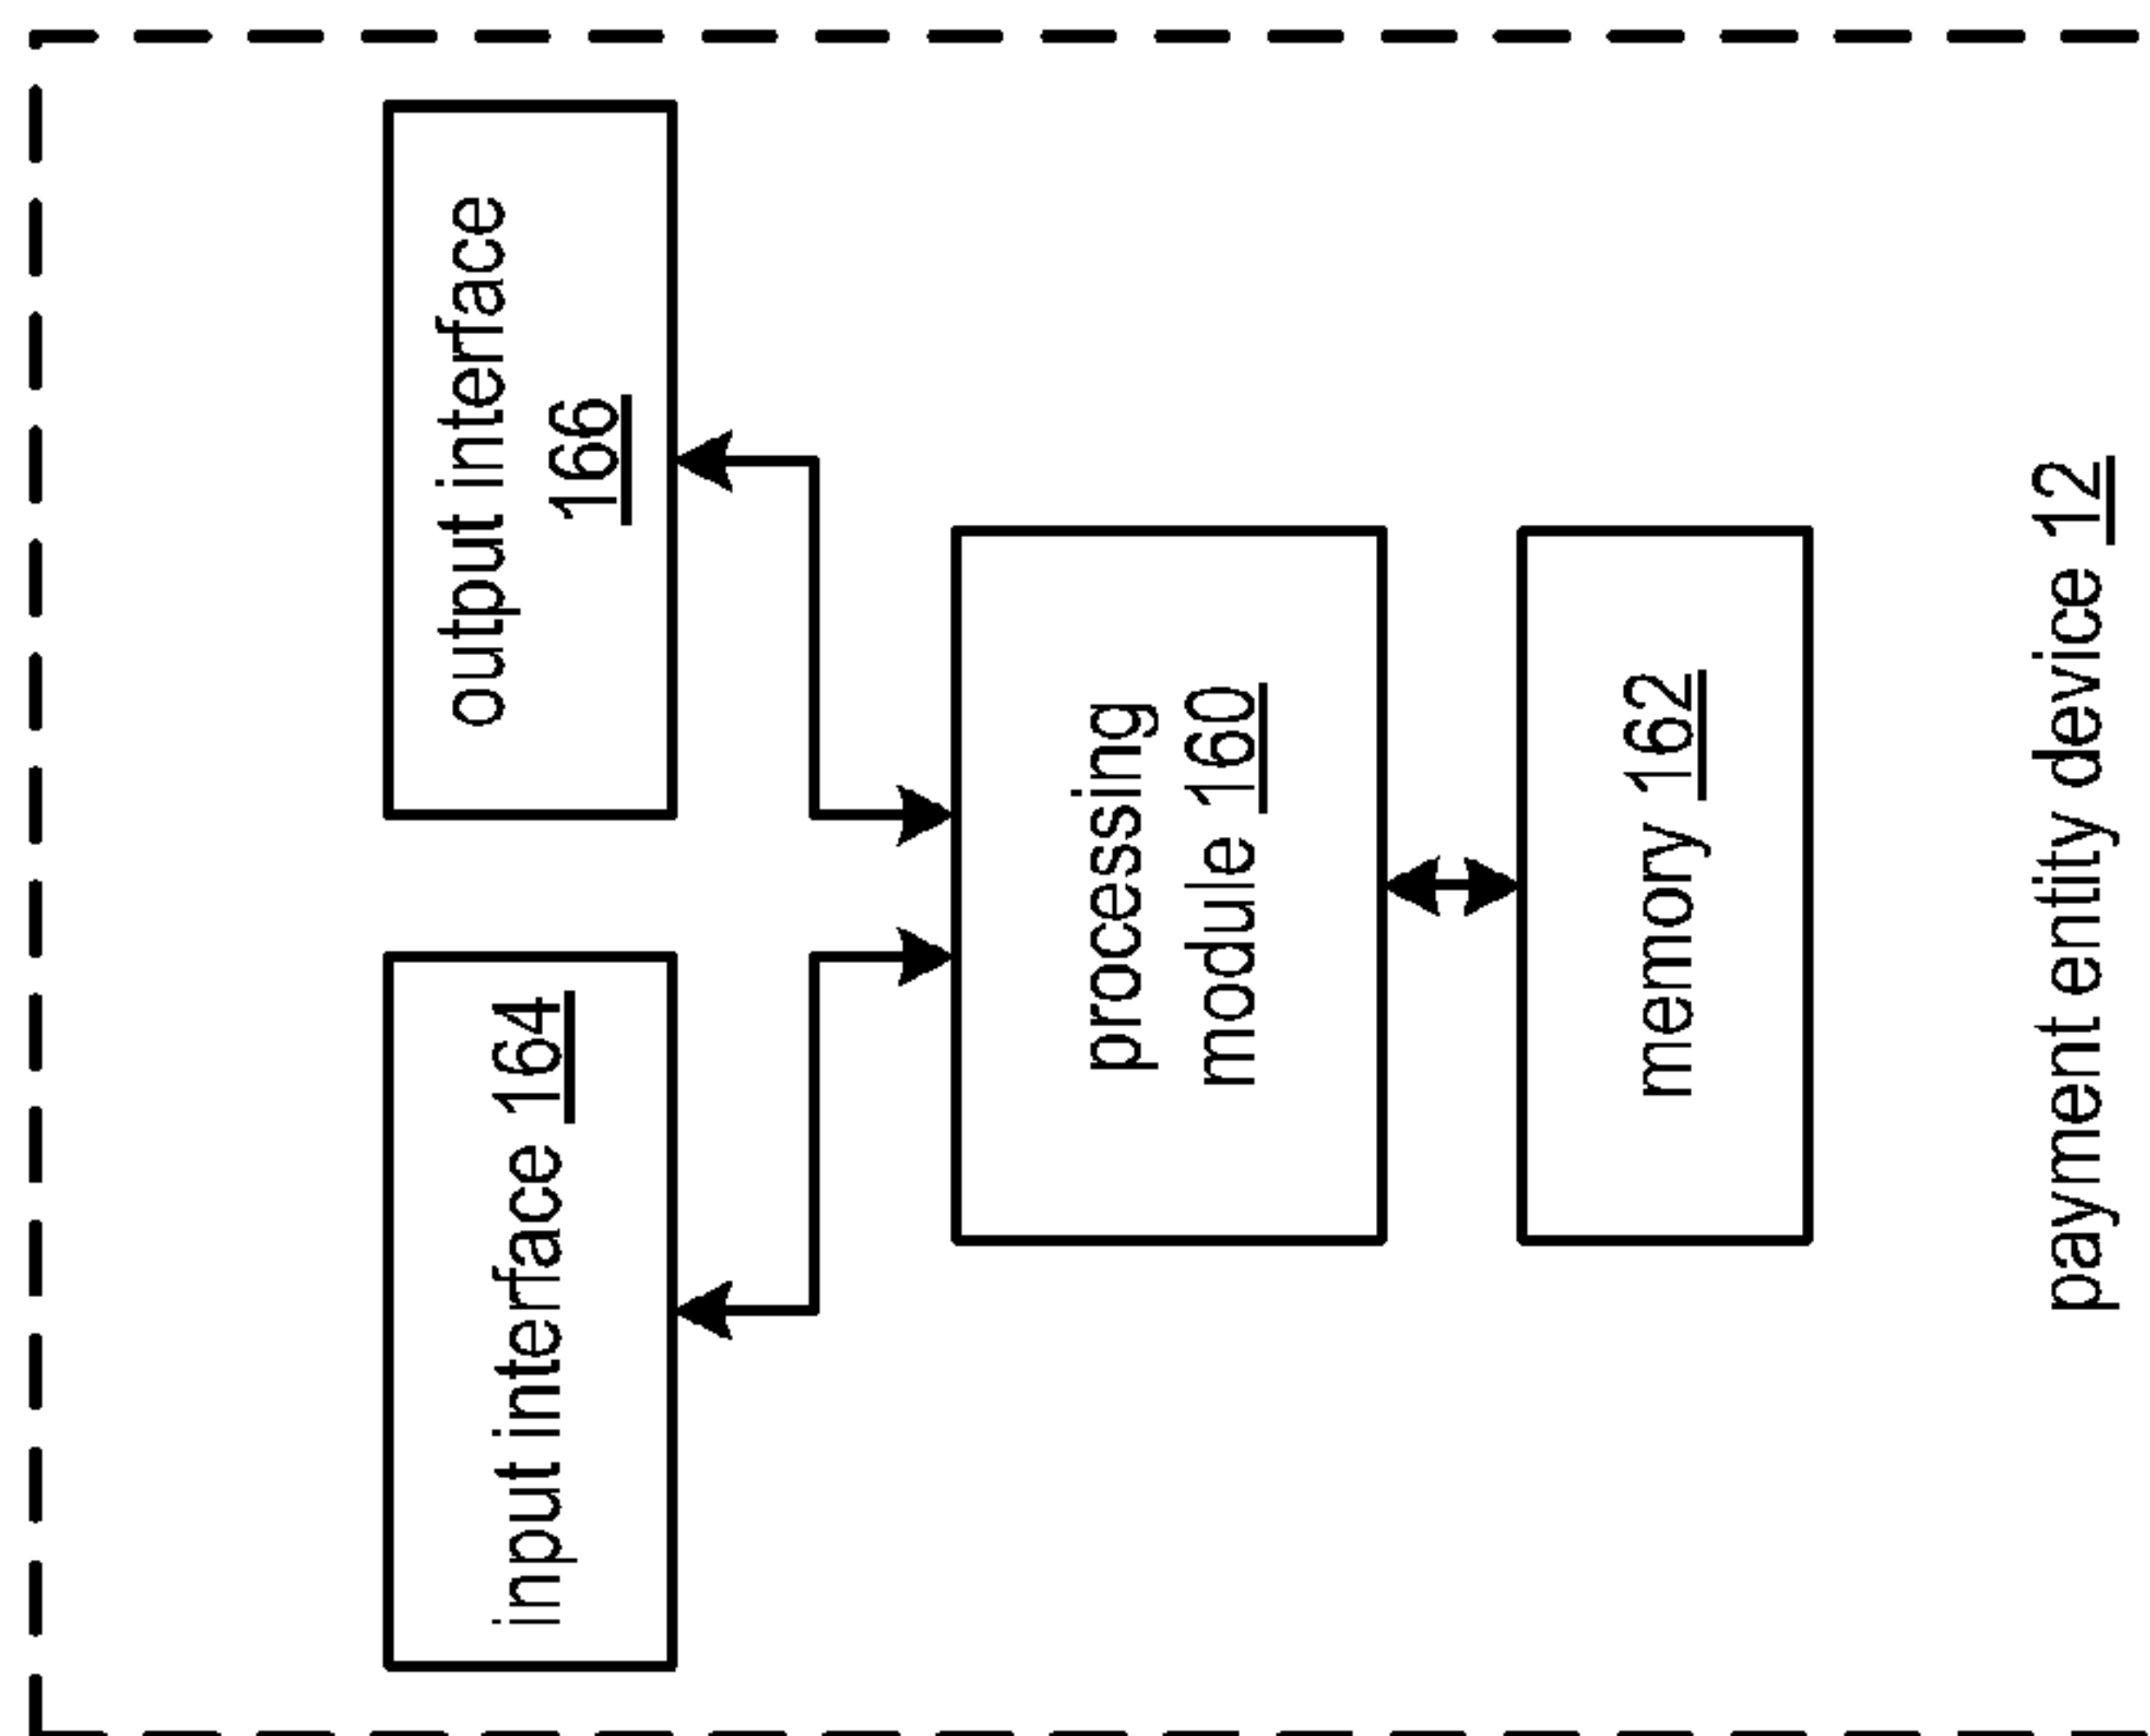 input interface 164
output interface
166
processing
module 160
memory 162
payment entity device 12